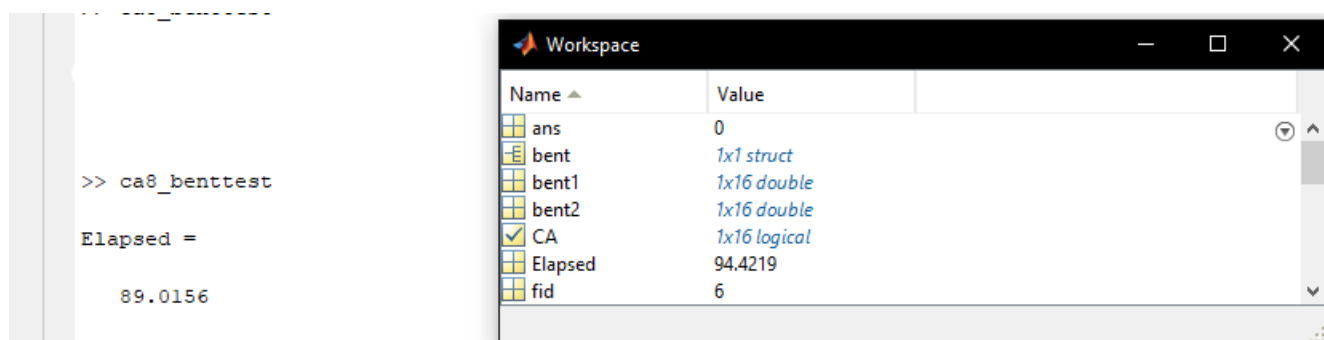 >> ca8_benttest
Elapsed =
89.0156
Workspace
Name Value
ans 0
bent 1x1 struct
bent1 1x16 double
bent2 1x16 double
CA 1x16 logical
Elapsed 94.4219
fid 6